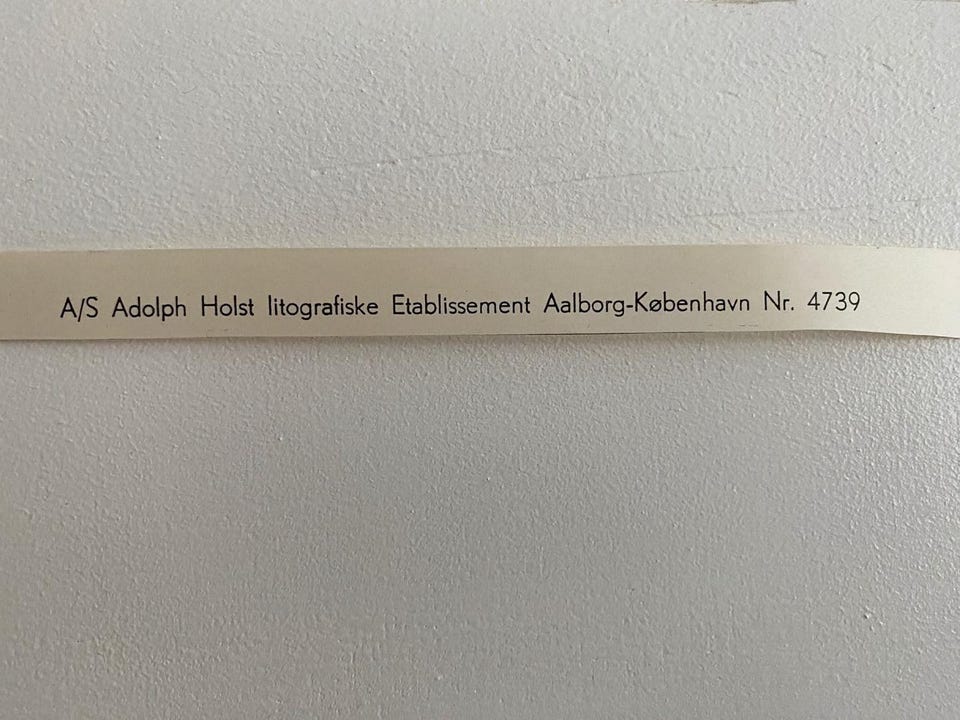 A/S Adolph Holst litografiske Etablissement Aalborg-København Nr. 4739